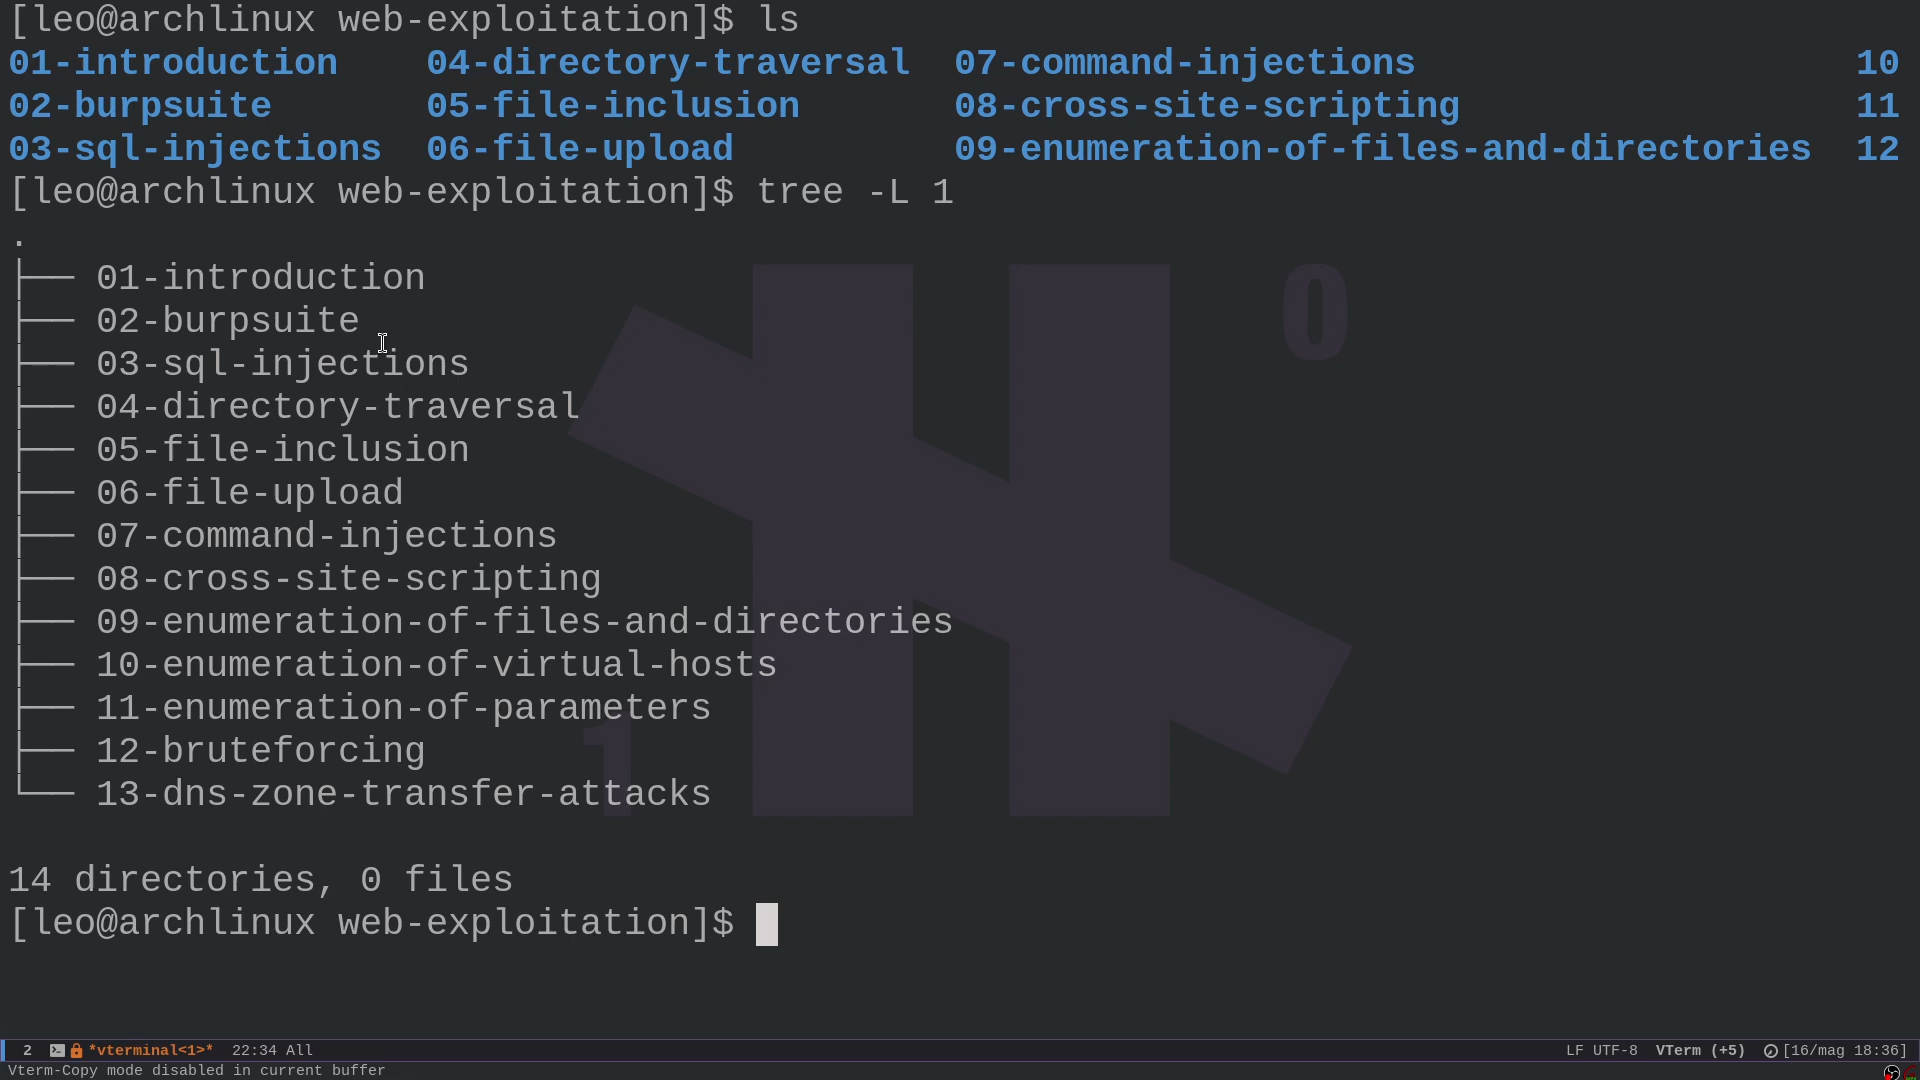 [leo@archlinux web-exploitation]$ ls
01-introduction    04-directory-traversal  07-command-injections                    10
02-burpsuite       05-file-inclusion       08-cross-site-scripting                  11
03-sql-injections  06-file-upload          09-enumeration-of-files-and-directories  12
[leo@archlinux web-exploitation]$ tree -L 1
.
├── 01-introduction
├── 02-burpsuite
├── 03-sql-injections
├── 04-directory-traversal
├── 05-file-inclusion
├── 06-file-upload
├── 07-command-injections
├── 08-cross-site-scripting
├── 09-enumeration-of-files-and-directories
├── 10-enumeration-of-virtual-hosts
├── 11-enumeration-of-parameters
├── 12-bruteforcing
└── 13-dns-zone-transfer-attacks
0
1
14 directories, 0 files
[leo@archlinux web-exploitation]$
2 *vterminal<1>* 22:34 All LF UTF-8 VTerm (+5) [16/mag 18:36]
Vterm-Copy mode disabled in current buffer